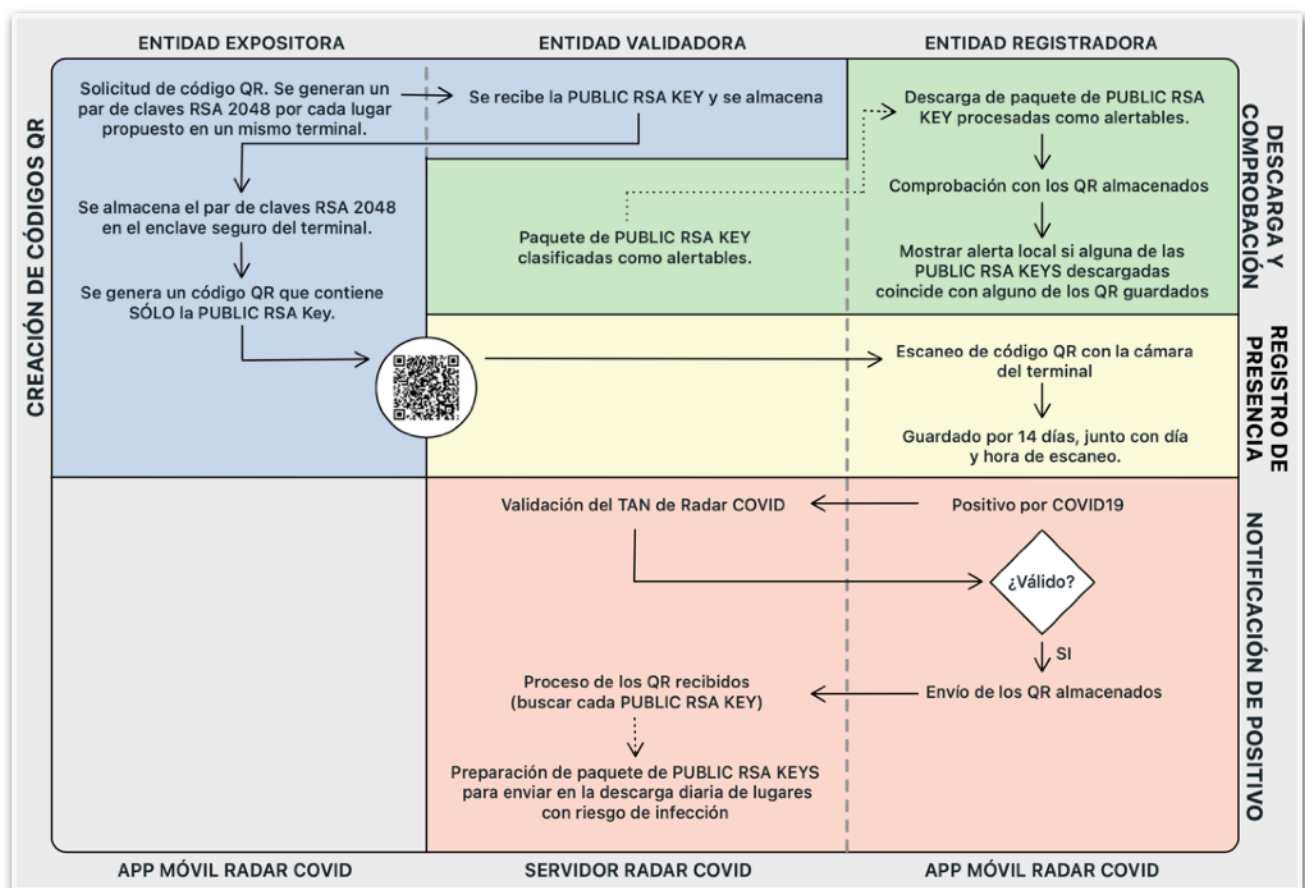 ENTIDAD EXPOSITORA
ENTIDAD VALIDADORA
ENTIDAD REGISTRADORA
CREACIÓN DE CÓDIGOS QR
Solicitud de código QR. Se generan un
par de claves RSA 2048 por cada lugar
propuesto en un mismo terminal.
Se recibe la PUBLIC RSA KEY y se almacena
Se almacena el par de claves RSA 2048
en el enclave seguro del terminal.
Se genera un código QR que contiene
SÓLO la PUBLIC RSA Key.
Paquete de PUBLIC RSA KEY
clasificadas como alertables.
Descarga de paquete de PUBLIC RSA
KEY procesadas como alertables.
Comprobación con los QR almacenados
Mostrar alerta local si alguna de las
PUBLIC RSA KEYS descargadas
coincide con alguno de los QR guardados
DESCARGA Y
COMPROBACIÓN
Escaneo de código QR con la cámara
del terminal
Guardado por 14 días, junto con día
y hora de escaneo.
REGISTRO DE
PRESENCIA
Validación del TAN de Radar COVID
Positivo por COVID19
¿Válido?
SI
Envío de los QR almacenados
Proceso de los QR recibidos
(buscar cada PUBLIC RSA KEY)
Preparación de paquete de PUBLIC RSA KEYS
para enviar en la descarga diaria de lugares
con riesgo de infección
NOTIFICACIÓN DE POSITIVO
APP MÓVIL RADAR COVID
SERVIDOR RADAR COVID
APP MÓVIL RADAR COVID